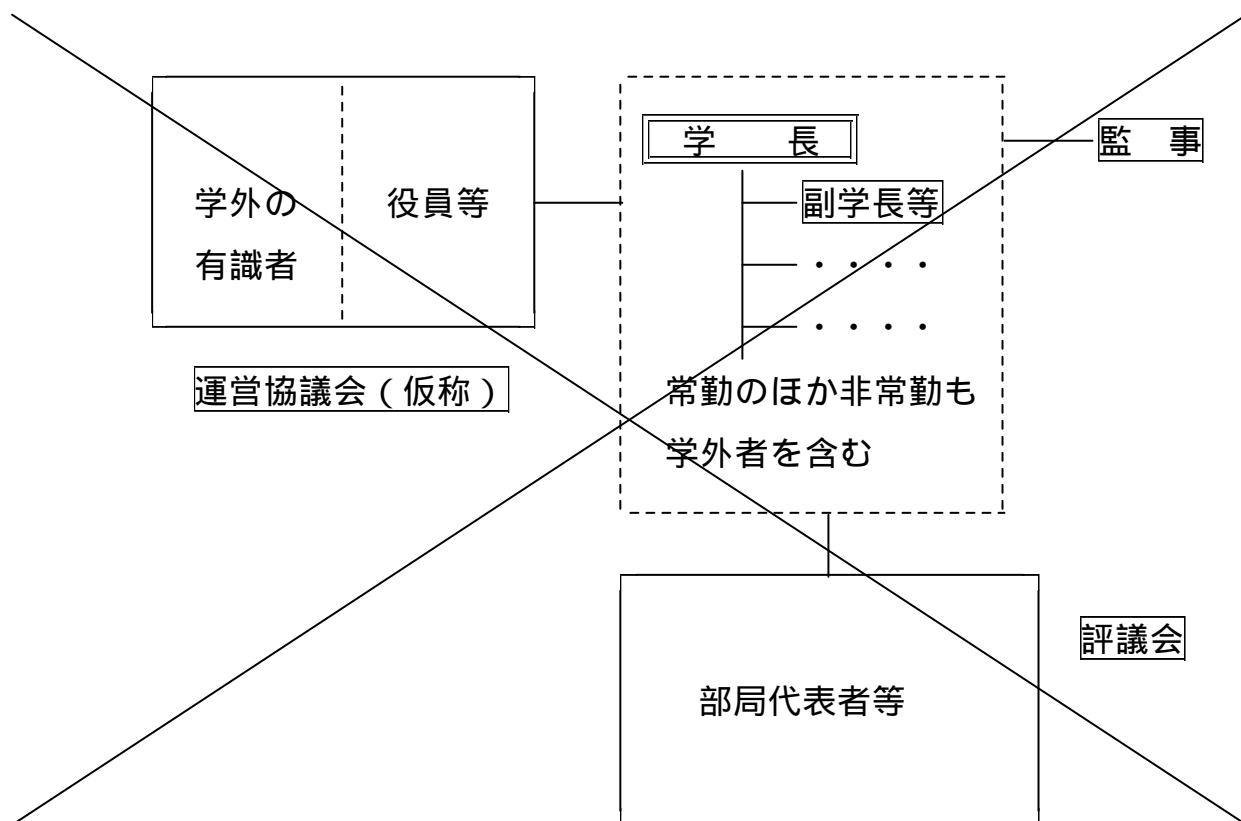 学　　長
監　事
学外の
有識者
役員等
副学長等
・・・・
・・・・
運営協議会（仮称）
常勤のほか非常勤も
学外者を含む
評議会
部局代表者等